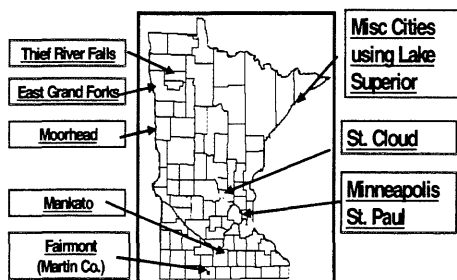 Thief River Falls
East Grand Forks
Moorhead
Mankato
Fairmont
(Martin Co.)
Misc Cities
using Lake
Superior
St. Cloud
Minneapolis
St. Paul